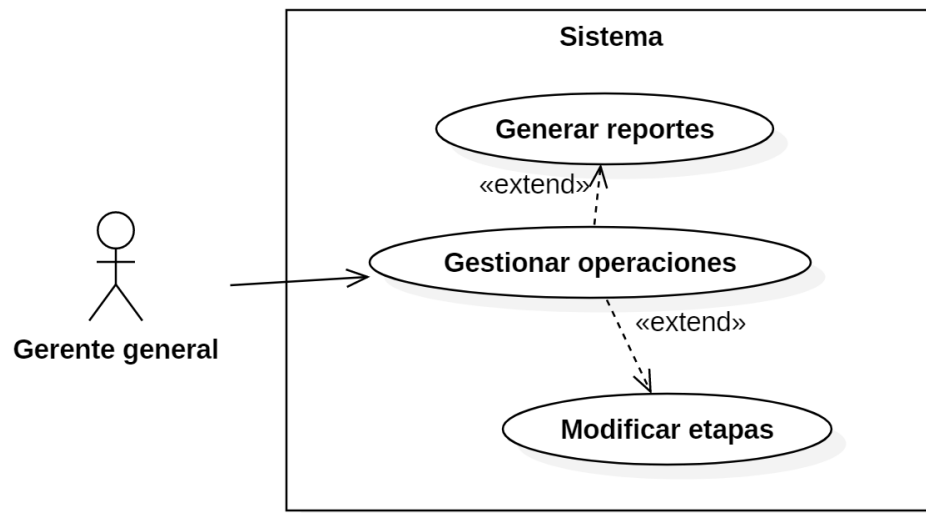 Sistema
Generar reportes
«extend»
Gestionar operaciones
«extend»
Gerente general
Modificar etapas